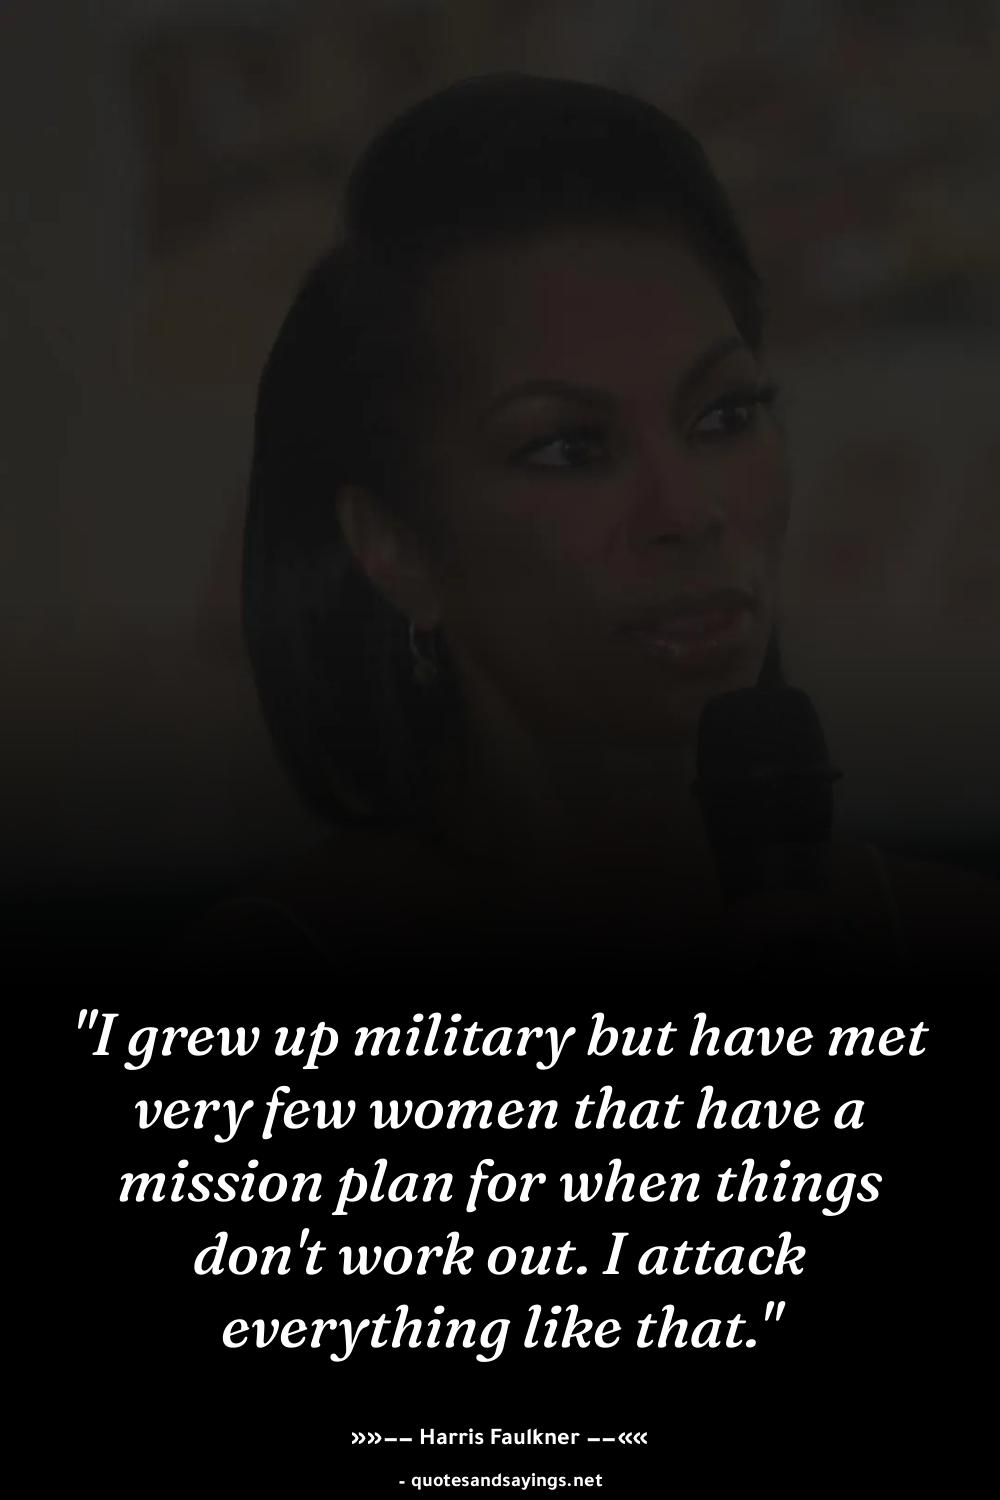 "I grew up military but have met
very few women that have a
mission plan for when things
don't work out. I attack
everything like that."
»»–– Harris Faulkner ––««
- quotesandsayings.net